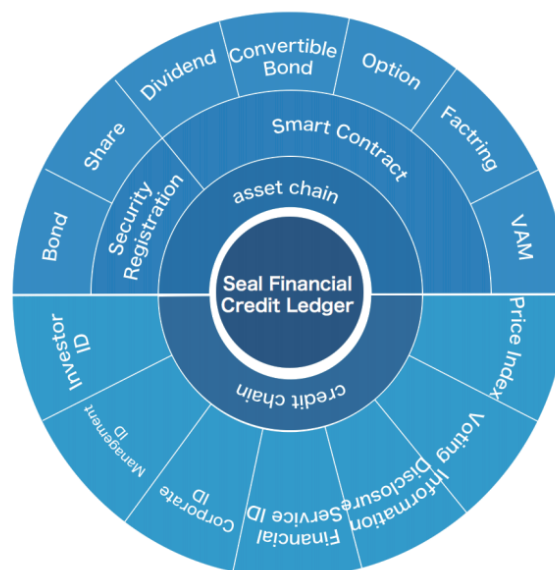 Bond
Share
Dividend
Convertible
Bond
Option
Factring
VAM
Security
Registration
Smart Contract
asset chain
Seal Financial
Credit Ledger
credit chain
Investor
ID
Management
ID
Corporate
ID
Financial
Service ID
Information
Disclosure
Voting
Price Index